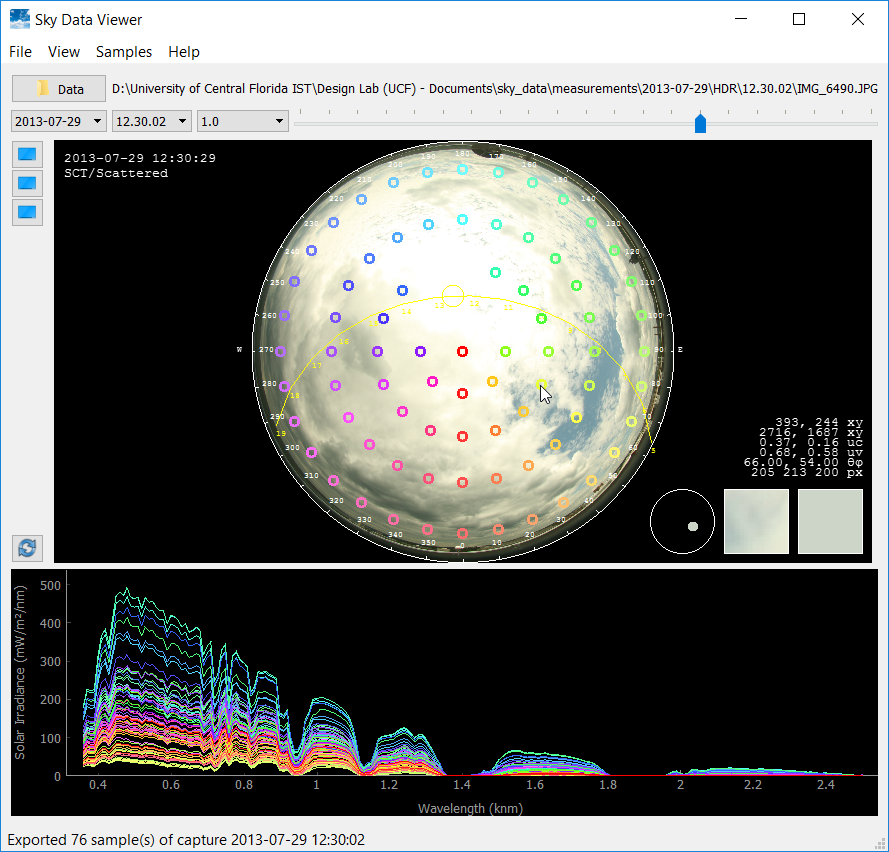 Sky Data Viewer
File View Samples Help
Data D:\University of Central Florida IST\Design Lab (UCF) - Documents\sky_data\measurements\2013-07-29\HDR\12.30.02\IMG_6490.JPG
2013-07-29 12.30.02 1.0
2013-07-29 12:30:29
SCT/Scattered
190 180 170
200
150
220 140
230 130
240 120
250 110
260 100
W 270 90 E
280 80
290
300
310 50
320 40
330 30
340 20
350 0 10
14 13 12 11
16
17
18
19
393, 244 xy
2716, 1687 xy
0.37, 0.16 uc
0.68, 0.58 uv
66.00, 54.00 θφ
205 213 200 px
Solar Irradiance (mW/m²/nm)
500
400
300
200
100
0
0.4 0.6 0.8 1 1.2 1.4 1.6 1.8 2 2.2 2.4
Wavelength (knm)
Exported 76 sample(s) of capture 2013-07-29 12:30:02